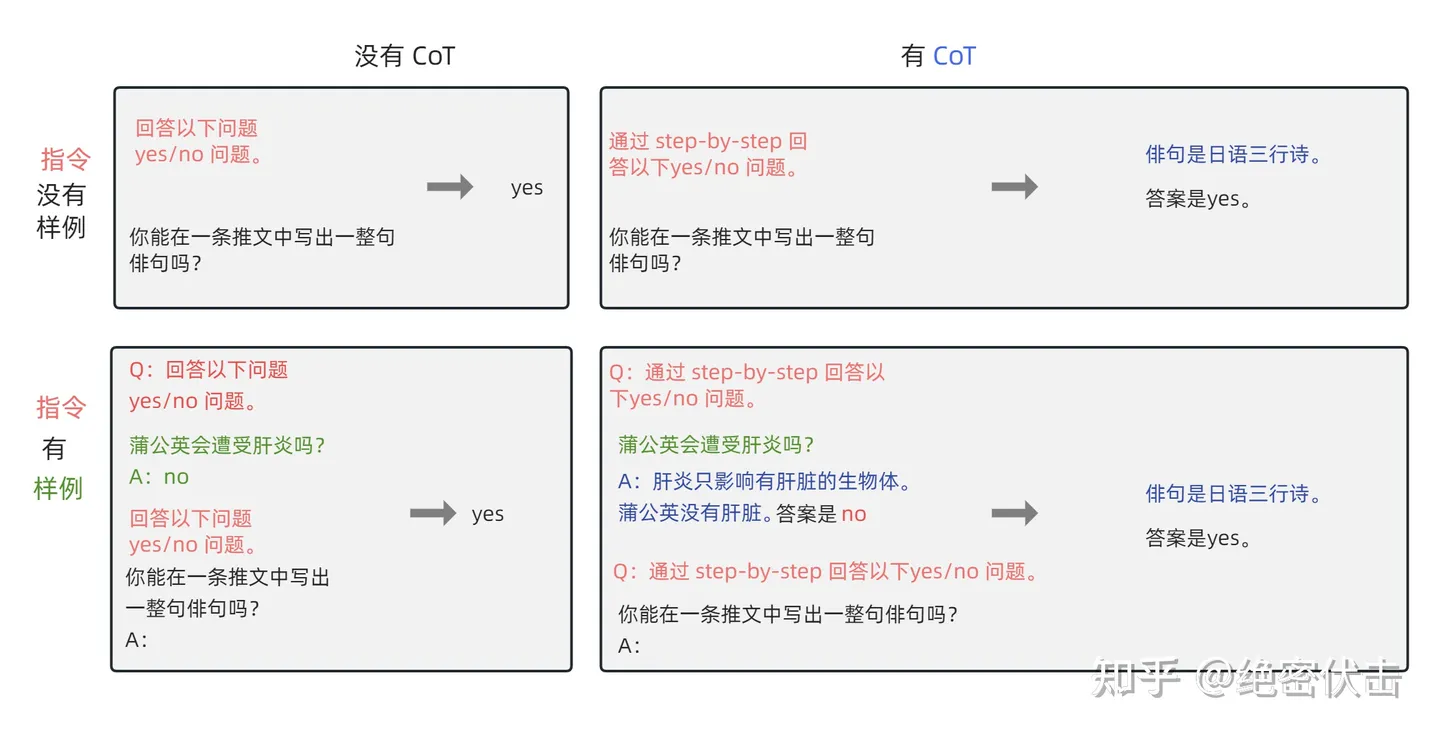 没有 CoT
有 CoT
指令
没有
样例
回答以下问题
yes/no 问题。
你能在一条推文中写出一整句
俳句吗？
yes
通过 step-by-step 回
答以下yes/no 问题。
你能在一条推文中写出一整句
俳句吗？
俳句是日语三行诗。
答案是yes。
指令
有
样例
Q：回答以下问题
yes/no 问题。
蒲公英会遭受肝炎吗？
A：no
回答以下问题
yes/no 问题。
你能在一条推文中写出
一整句俳句吗？
A：
yes
Q：通过 step-by-step 回答以
下yes/no 问题。
蒲公英会遭受肝炎吗？
A：肝炎只影响有肝脏的生物体。
蒲公英没有肝脏。答案是 no
Q：通过 step-by-step 回答以下yes/no 问题。
你能在一条推文中写出一整句俳句吗？
A：
俳句是日语三行诗。
答案是yes。
知乎 @绝密伏击